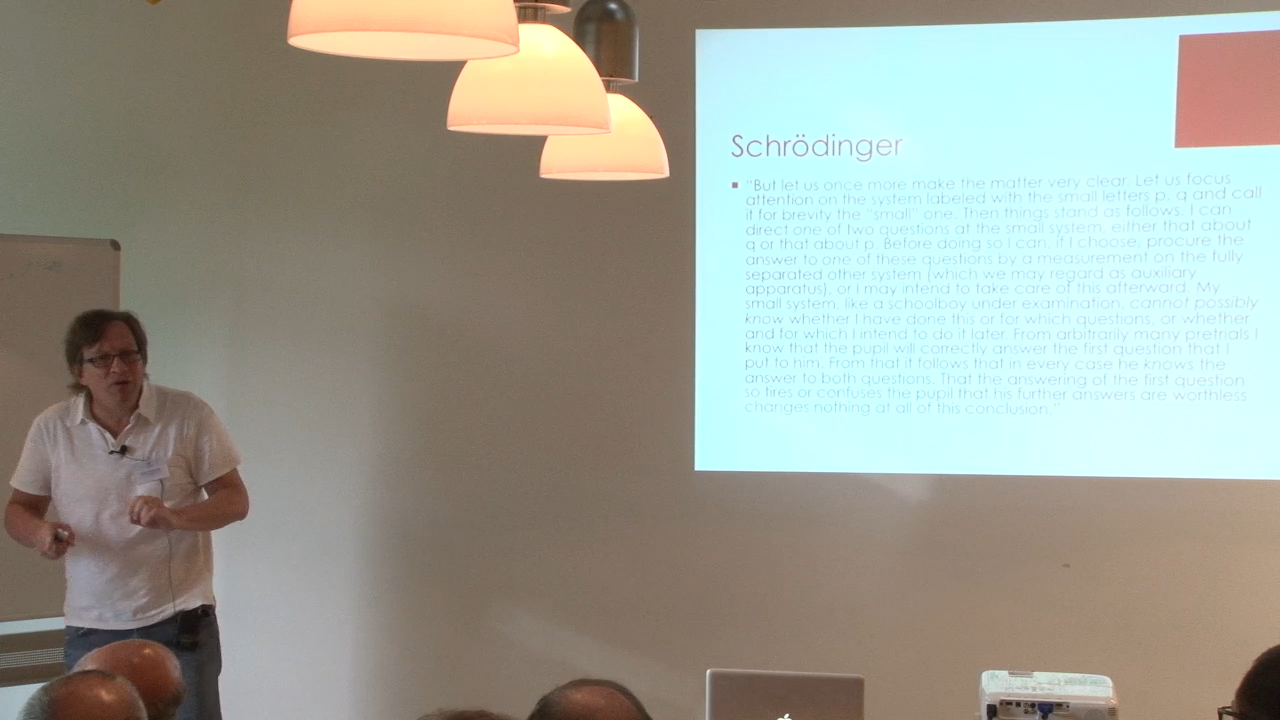 Schrödinger
"But let us once more make the matter very clear. Let us focus
attention on the system labeled with the small letters p, q and call
it for brevity the "small" one. Then things stand as follows. I can
direct one of two questions at the small system, either that about
q or that about p. Before doing so I can, if I choose, procure the
answer to one of these questions by a measurement on the fully
separated other system (which we may regard as auxiliary
apparatus), or I may intend to take care of this afterward. My
small system, like a schoolboy under examination, cannot possibly
know whether I have done this or for which questions, or whether
and for which I intend to do it later. From arbitrarily many pretrials I
know that the pupil will correctly answer the first question that I
put to him. From that it follows that in every case he knows the
answer to both questions. That the answering of the first question
so tires or confuses the pupil that his further answers are worthless
changes nothing at all of this conclusion."